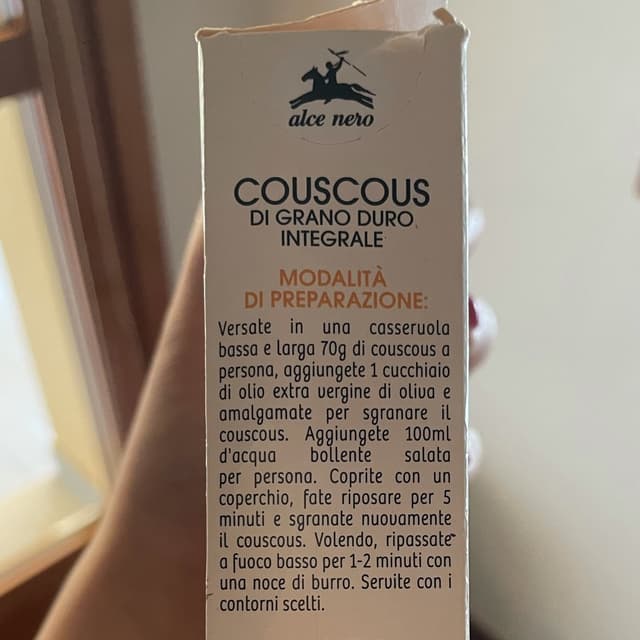 alce nero
COUSCOUS
DI GRANO DURO
INTEGRALE
MODALITÀ
DI PREPARAZIONE:
Versate in una casseruola
bassa e larga 70g di couscous a
persona, aggiungete 1 cucchiaio
di olio extra vergine di oliva e
amalgamate per sgranare il
couscous. Aggiungete 100ml
d'acqua bollente salata
per persona. Coprite con un
coperchio, fate riposare per 5
minuti e sgranate nuovamente
il couscous. Volendo, ripassate
a fuoco basso per 1-2 minuti con
una noce di burro. Servite con i
contorni scelti.